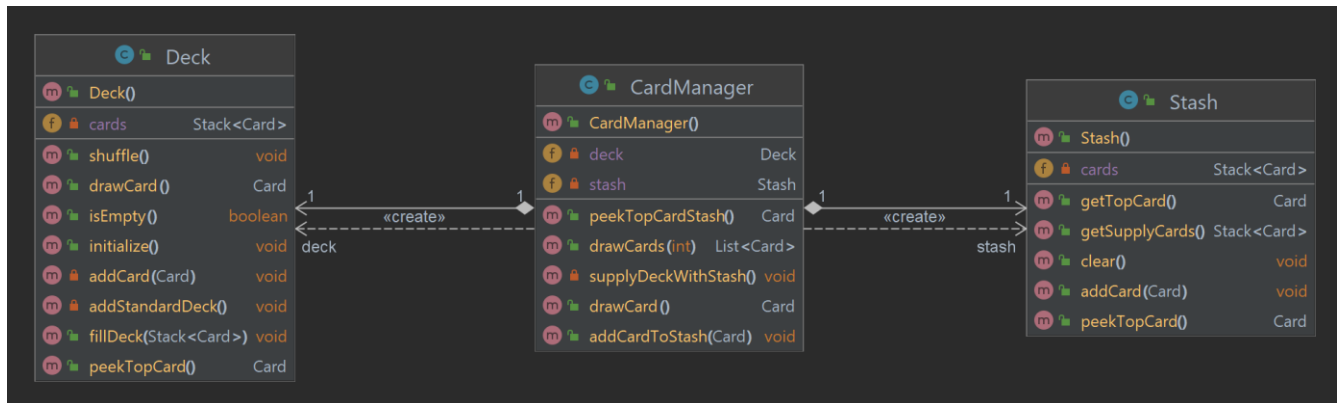 Deck
Deck()
cards Stack<Card>
shuffle() void
drawCard() Card
isEmpty() boolean
initialize() void
addCard(Card) void
addStandardDeck() void
fillDeck(Stack<Card>) void
peekTopCard() Card
1
1
«create»
deck
CardManager
CardManager()
deck Deck
stash Stash
peekTopCardStash() Card
drawCards(int) List<Card>
supplyDeckWithStash() void
drawCard() Card
addCardToStash(Card) void
1
1
«create»
stash
Stash
Stash()
cards Stack<Card>
getTopCard() Card
getSupplyCards() Stack<Card>
clear() void
addCard(Card) void
peekTopCard() Card